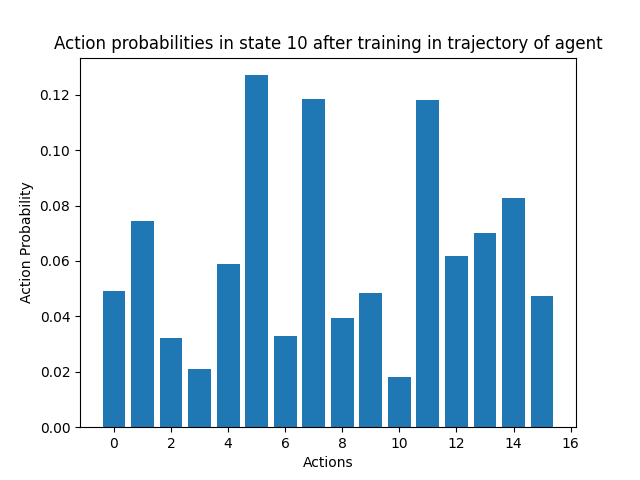 Action probabilities in state 10 after training in trajectory of agent
0.12
0.10
0.08
0.06
0.04
0.02
0.00
Action Probability
0 2 4 6 8 10 12 14 16
Actions